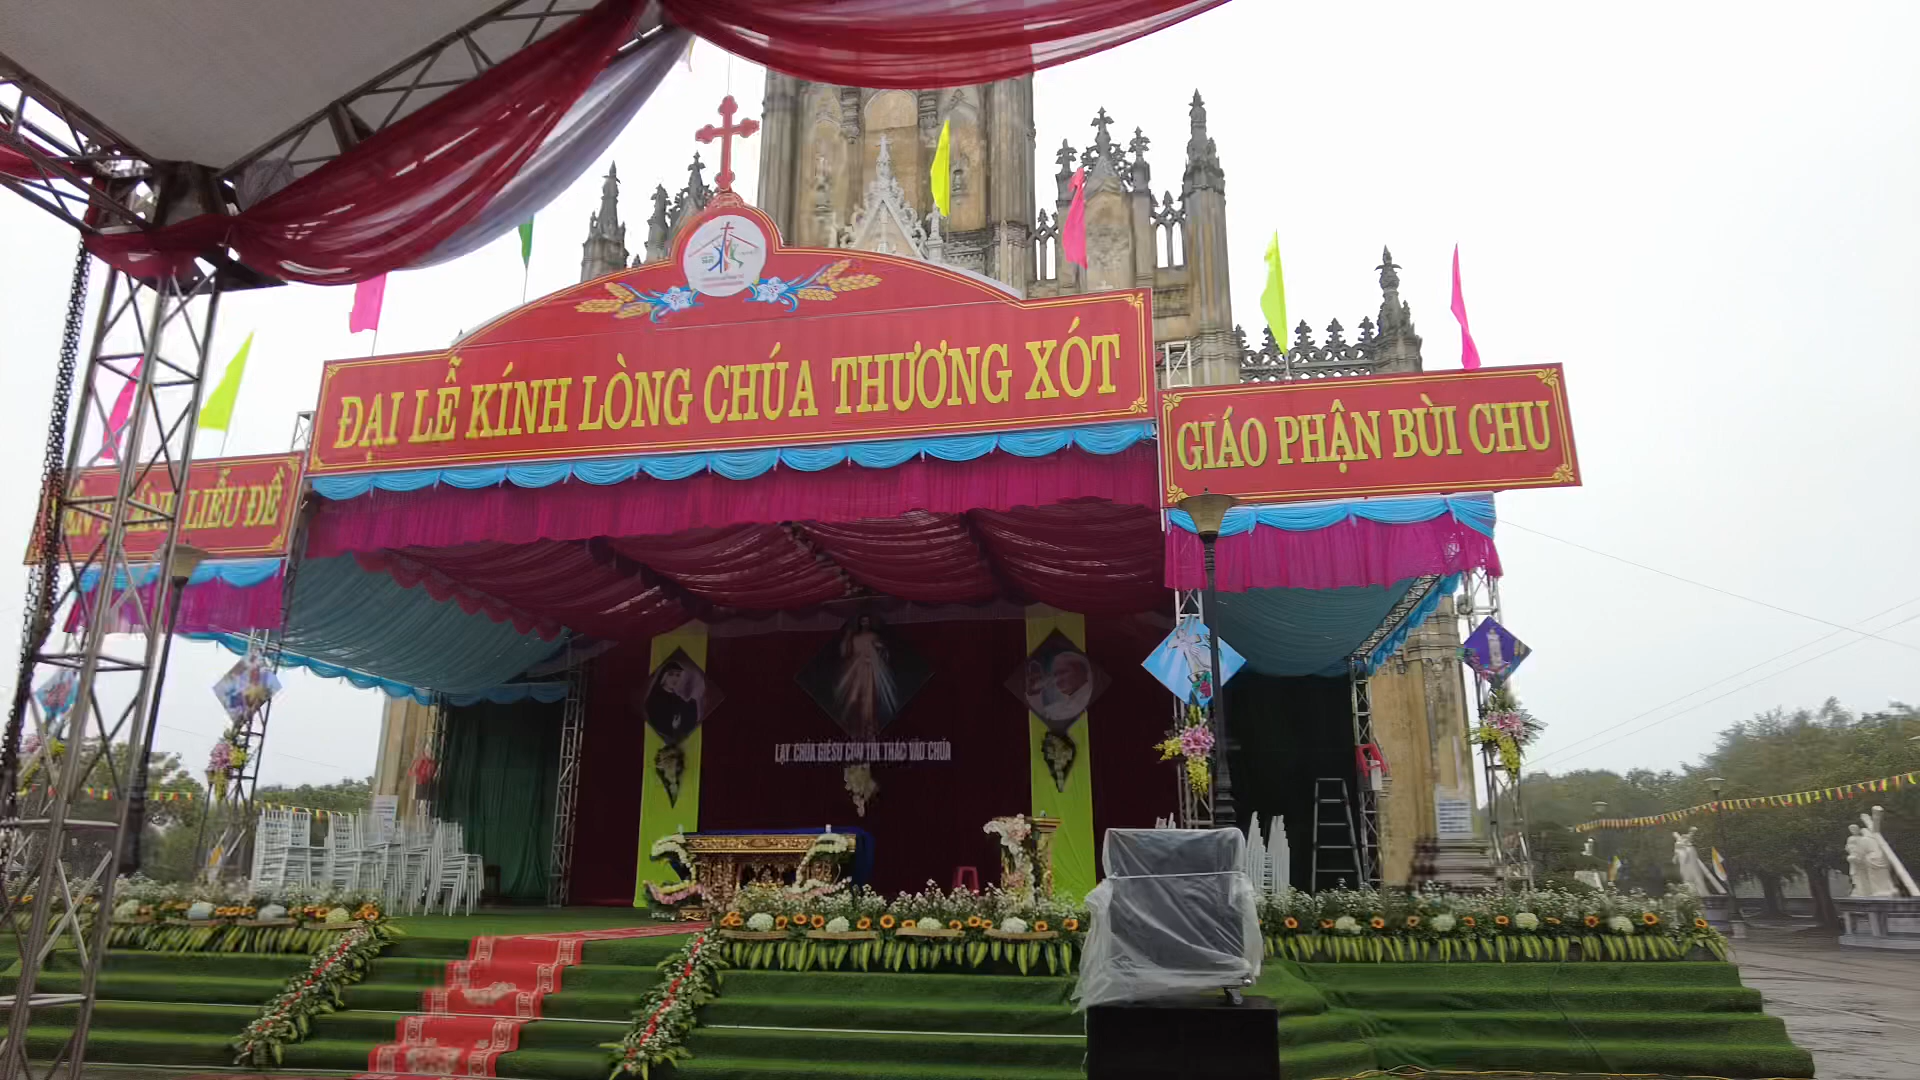 ĐẠI LỄ KÍNH LÒNG CHÚA THƯƠNG XÓT
GIÁO PHẬN BÙI CHU
LIỄU ĐỀ
LẠY CHÚA GIÊSU CON TÍN THÁC VÀO CHÚA